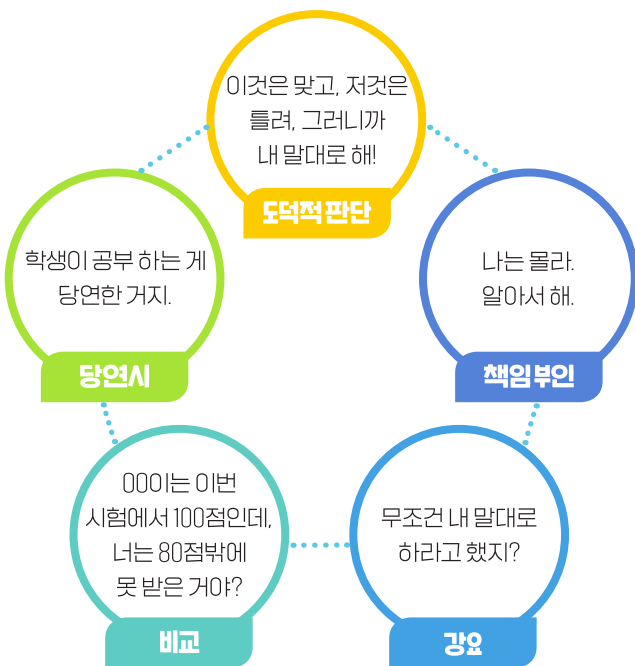 이것은 맞고, 저것은
틀려, 그러니까
내 말대로 해!
도덕적 판단
학생이 공부 하는 게
당연한 거지.
당연시
나는 몰라.
알아서 해.
책임 부인
OO이는 이번
시험에서 100점인데,
너는 80점밖에
못 받은 거야?
비교
무조건 내 말대로
하라고 했지?
강요